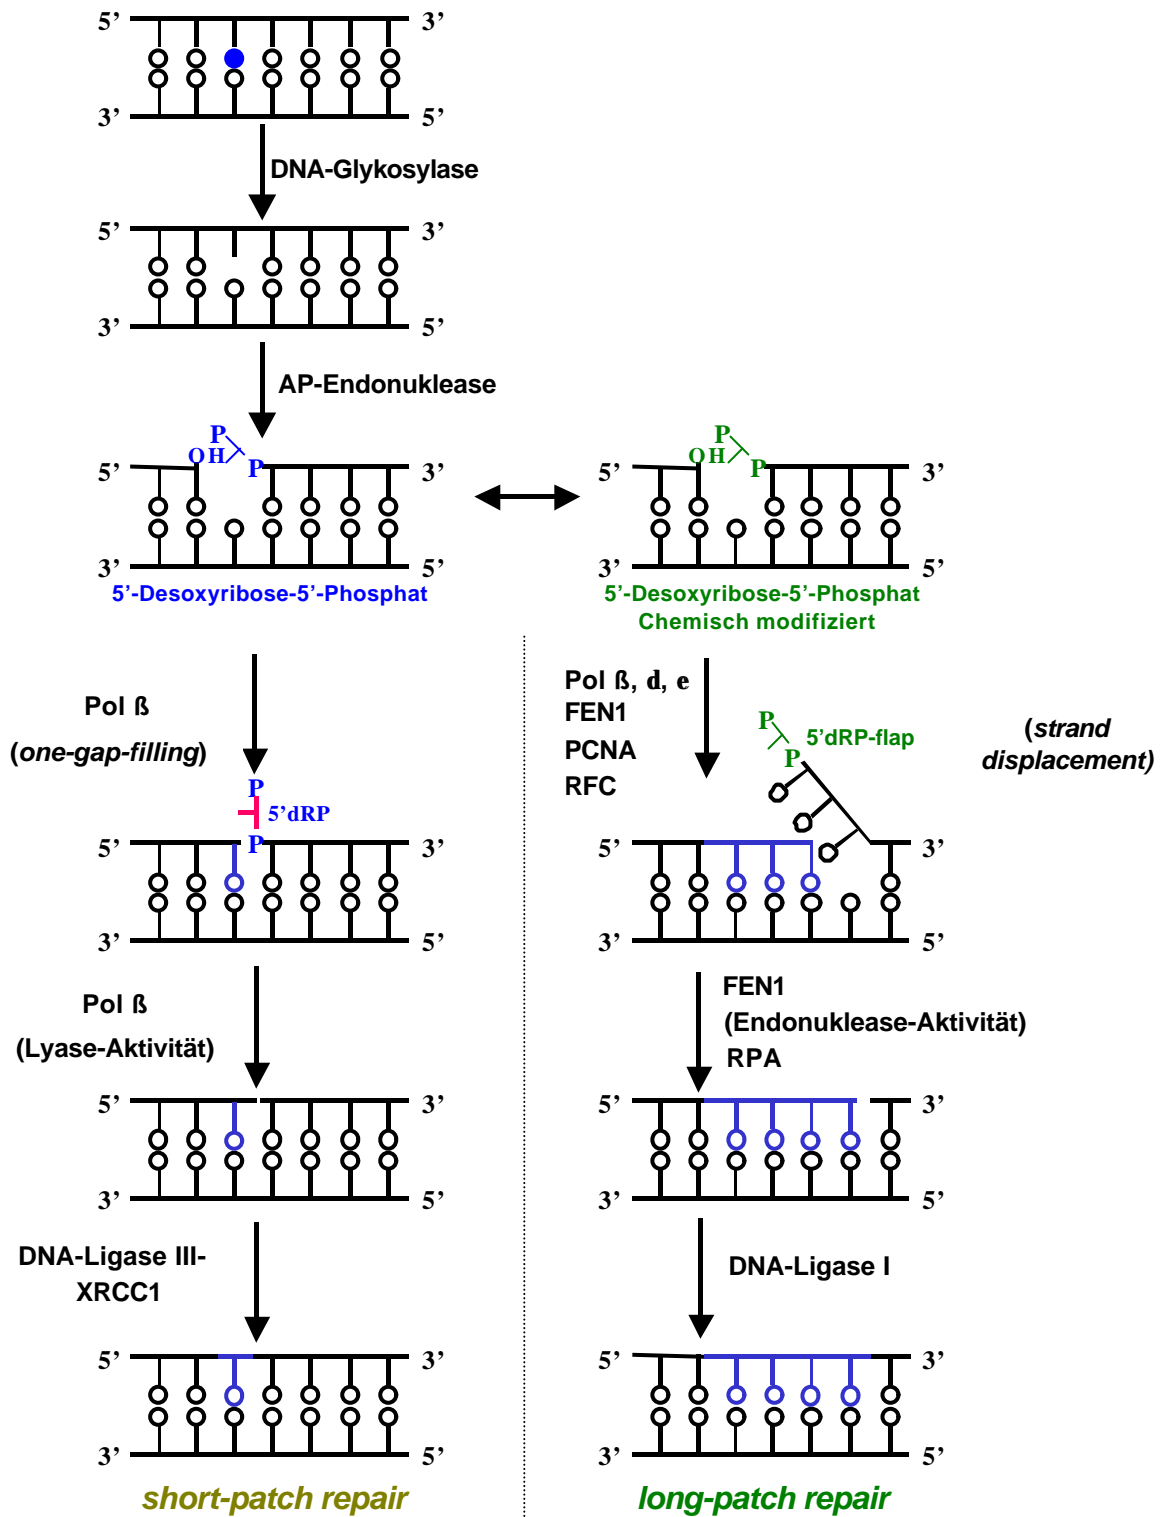 5’ 3’
3’ 5’
DNA-Glykosylase
5’ 3’
3’ 5’
AP-Endonuklease
P
OH
P
5’ 3’
3’ 5’
5’-Desoxyribose-5’-Phosphat
P
OH
P
5’ 3’
3’ 5’
5’-Desoxyribose-5’-Phosphat
Chemisch modifiziert
Pol ß
(one-gap-filling)
P
5’dRP
P
5’ 3’
3’ 5’
Pol ß
(Lyase-Aktivität)
5’ 3’
3’ 5’
DNA-Ligase III-
XRCC1
5’ 3’
3’ 5’
short-patch repair
Pol ß, d, e
FEN1
PCNA
RFC
P
P
5’dRP-flap
(strand
displacement)
5’ 3’
3’ 5’
FEN1
(Endonuklease-Aktivität)
RPA
5’ 3’
3’ 5’
DNA-Ligase I
5’ 3’
3’ 5’
long-patch repair